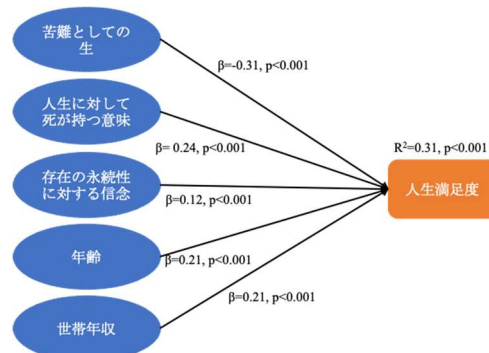 苦難としての
生
β=-0.31, p<0.001
人生に対して
死が持つ意味
β= 0.24, p<0.001
R²=0.31, p<0.001
存在の永続性
に対する信念
β=0.12, p<0.001
人生満足度
年齢
β=0.21, p<0.001
β=0.21, p<0.001
世帯年収